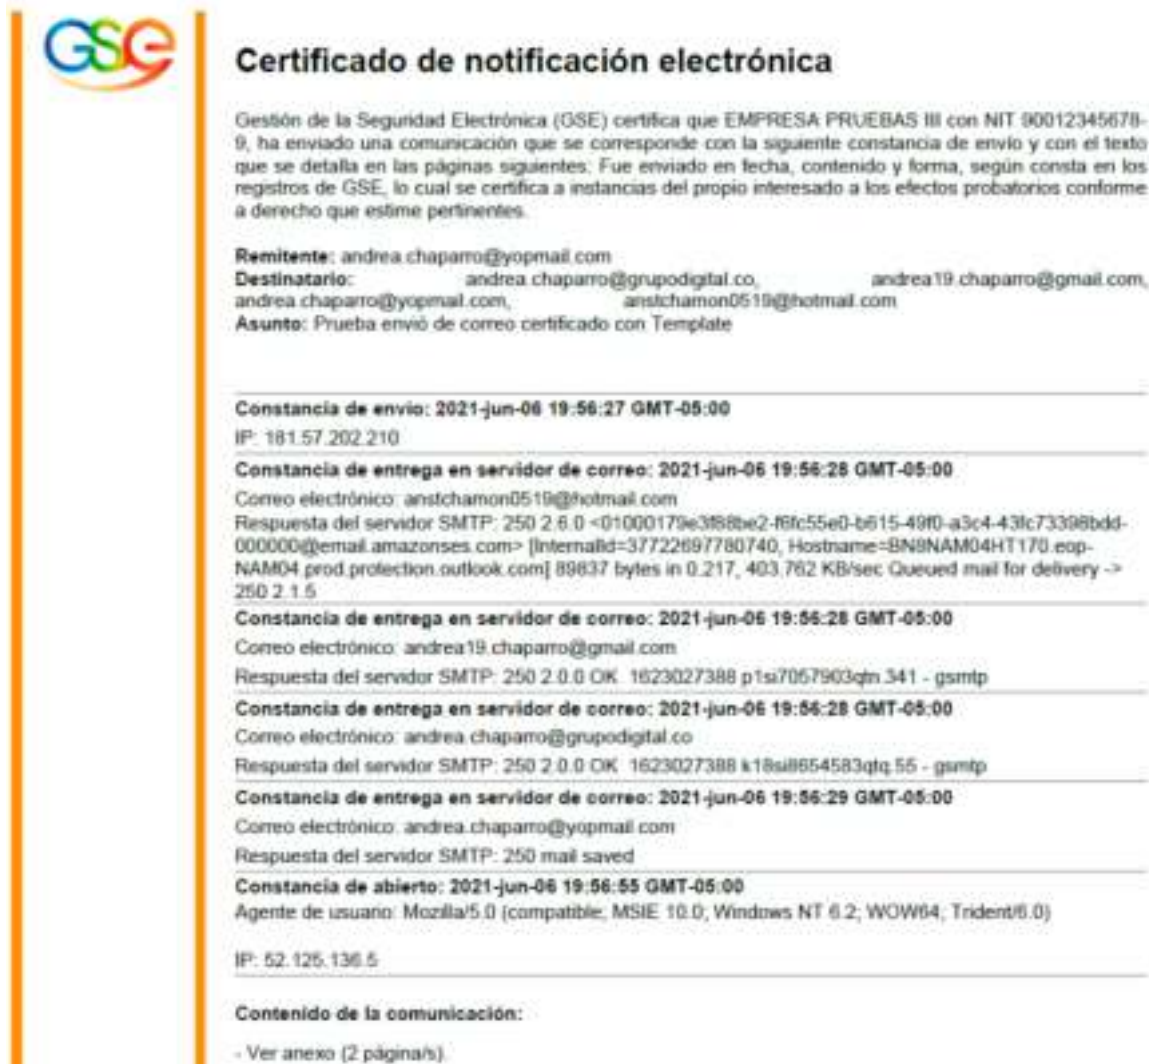 GSE
Certificado de notificación electrónica
Gestión de la Seguridad Electrónica (GSE) certifica que EMPRESA PRUEBAS III con NIT 90012345678-
9, ha enviado una comunicación que se corresponde con la siguiente constancia de envío y con el texto
que se detalla en las páginas siguientes: Fue enviado en fecha, contenido y forma, según consta en los
registros de GSE, lo cual se certifica a instancias del propio interesado a los efectos probatorios conforme
a derecho que estime pertinentes.
Remitente: andrea.chaparro@yopmail.com
Destinatario: andrea.chaparro@grupodigital.co, andrea19.chaparro@gmail.com,
andrea.chaparro@yopmail.com, anstchamon0519@hotmail.com
Asunto: Prueba envió de correo certificado con Template
Constancia de envio: 2021-jun-06 19:56:27 GMT-05:00
IP: 181.57.202.210
Constancia de entrega en servidor de correo: 2021-jun-06 19:56:28 GMT-05:00
Correo electrónico: anstchamon0519@hotmail.com
Respuesta del servidor SMTP: 250 2.6.0 <01000179e3f88be2-f6fc55e0-b615-49f0-a3c4-43fc73398bdd-
000000@email.amazonses.com> [InternalId=37722697780740, Hostname=BN8NAM04HT170.eop-
NAM04.prod.protection.outlook.com] 89837 bytes in 0.217, 403.762 KB/sec Queued mail for delivery ->
250 2.1.5
Constancia de entrega en servidor de correo: 2021-jun-06 19:56:28 GMT-05:00
Correo electrónico: andrea19.chaparro@gmail.com
Respuesta del servidor SMTP: 250 2.0.0 OK 1623027388 p1si7057903qtn.341 - gsmtp
Constancia de entrega en servidor de correo: 2021-jun-06 19:56:28 GMT-05:00
Correo electrónico: andrea.chaparro@grupodigital.co
Respuesta del servidor SMTP: 250 2.0.0 OK 1623027388 k18si8654583qtq.55 - gsmtp
Constancia de entrega en servidor de correo: 2021-jun-06 19:56:29 GMT-05:00
Correo electrónico: andrea.chaparro@yopmail.com
Respuesta del servidor SMTP: 250 mail saved
Constancia de abierto: 2021-jun-06 19:56:55 GMT-05:00
Agente de usuario: Mozilla/5.0 (compatible; MSIE 10.0; Windows NT 6.2; WOW64; Trident/6.0)
IP: 52.125.136.5
Contenido de la comunicación:
- Ver anexo (2 página/s).